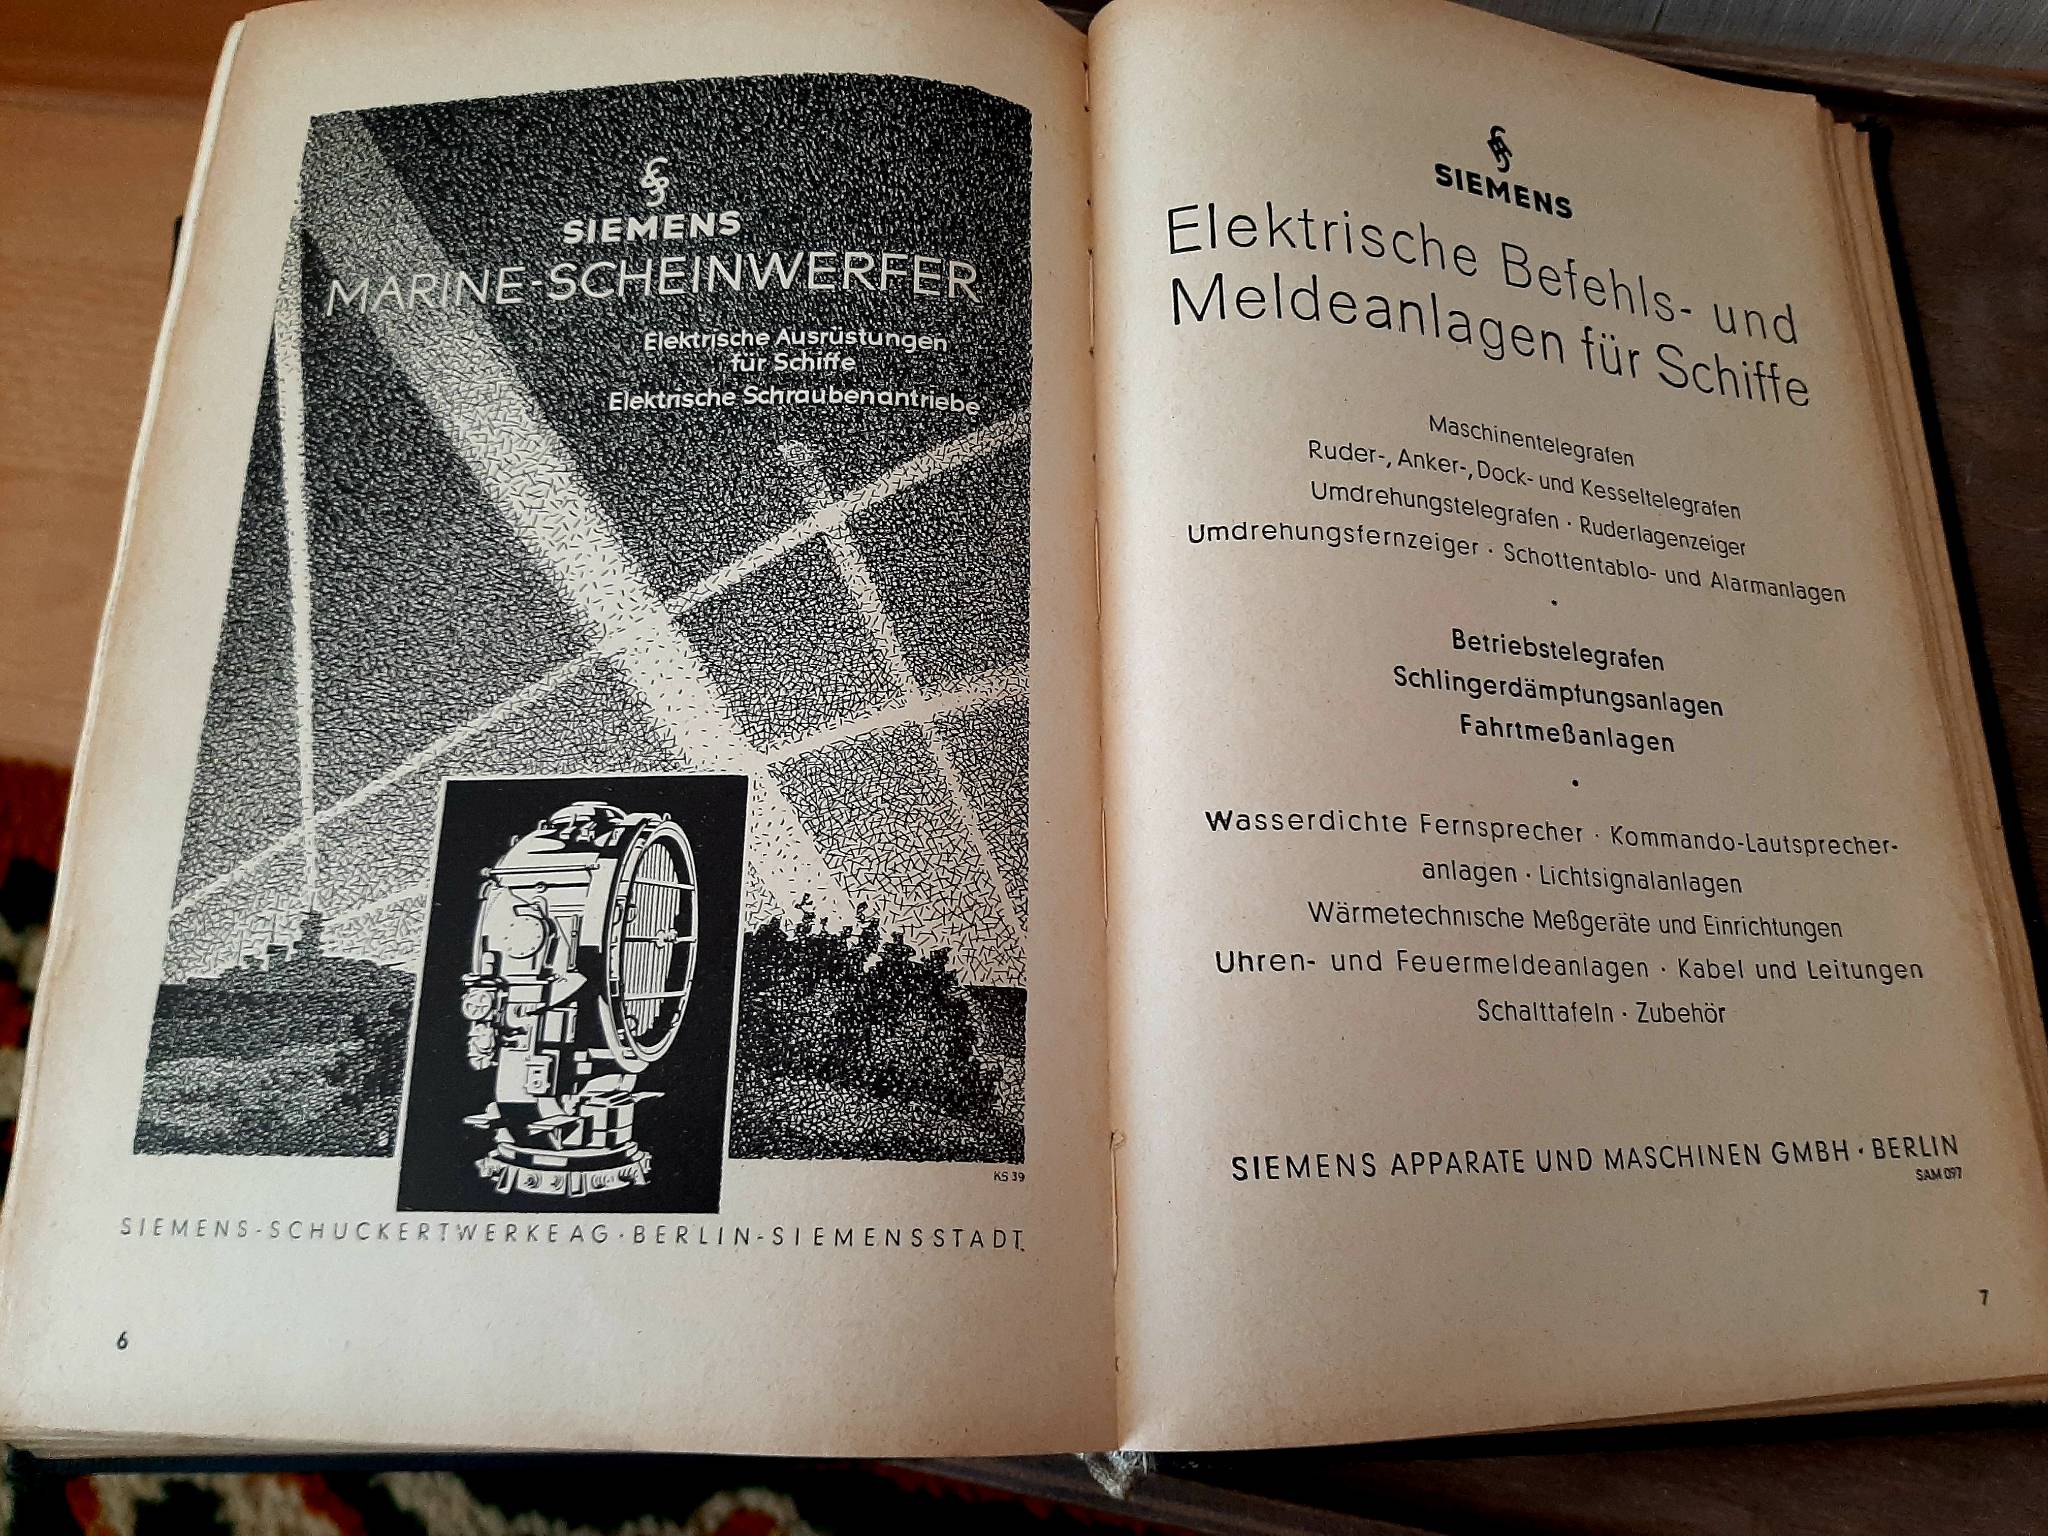 SIEMENS
MARINE-SCHEINWERFER
Elektrische Ausrüstungen
für Schiffe
Elektrische Schraubenantriebe
KS 39
SIEMENS-SCHUCKERTWERKE AG · BERLIN-SIEMENSSTADT
6
SIEMENS
Elektrische Befehls- und
Meldeanlagen für Schiffe
Maschinentelegrafen
Ruder-, Anker-, Dock- und Kesseltelegrafen
Umdrehungstelegrafen · Ruderlagenzeiger
Umdrehungsfernzeiger · Schottentablo- und Alarmanlagen
Betriebstelegrafen
Schlingerdämpfungsanlagen
Fahrtmeßanlagen
Wasserdichte Fernsprecher · Kommando-Lautsprecher-
anlagen · Lichtsignalanlagen
Wärmetechnische Meßgeräte und Einrichtungen
Uhren- und Feuermeldeanlagen · Kabel und Leitungen
Schalttafeln · Zubehör
SIEMENS APPARATE UND MASCHINEN GMBH · BERLIN
SAM 097
7